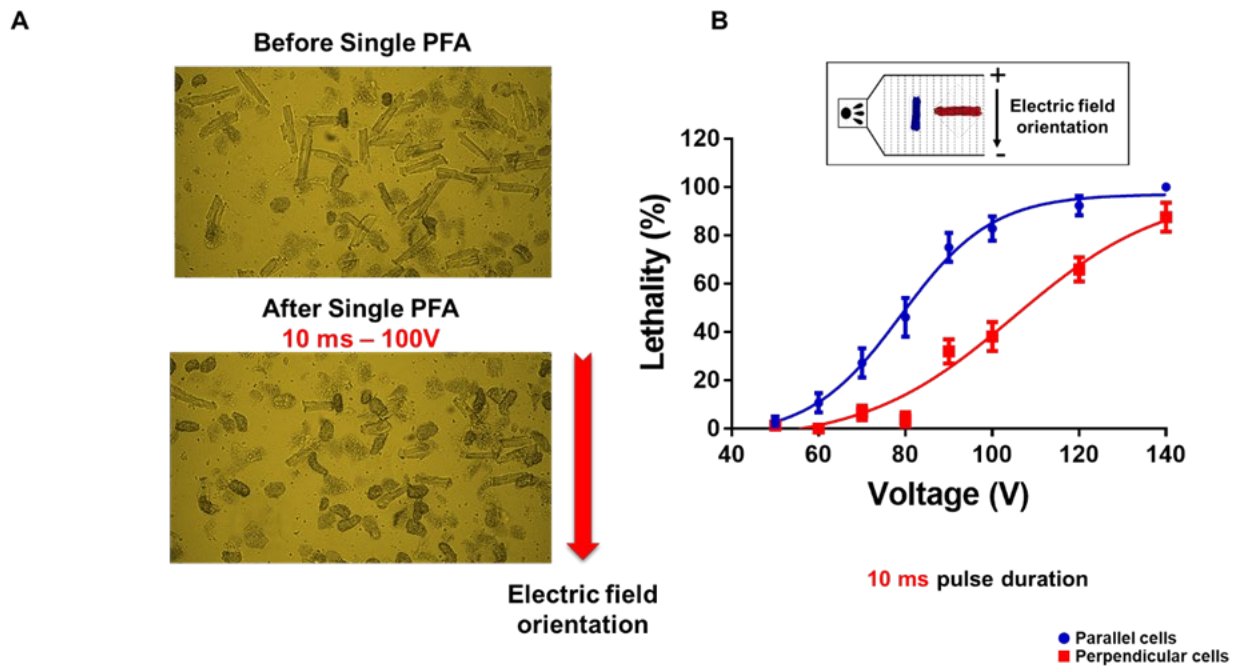 A
Before Single PFA
After Single PFA
10 ms – 100V
Electric field
orientation
B
+
Electric field
orientation
-
Lethality (%)
120
100
80
60
40
20
0
40
60
80
100
120
140
Voltage (V)
10 ms pulse duration
Parallel cells
Perpendicular cells